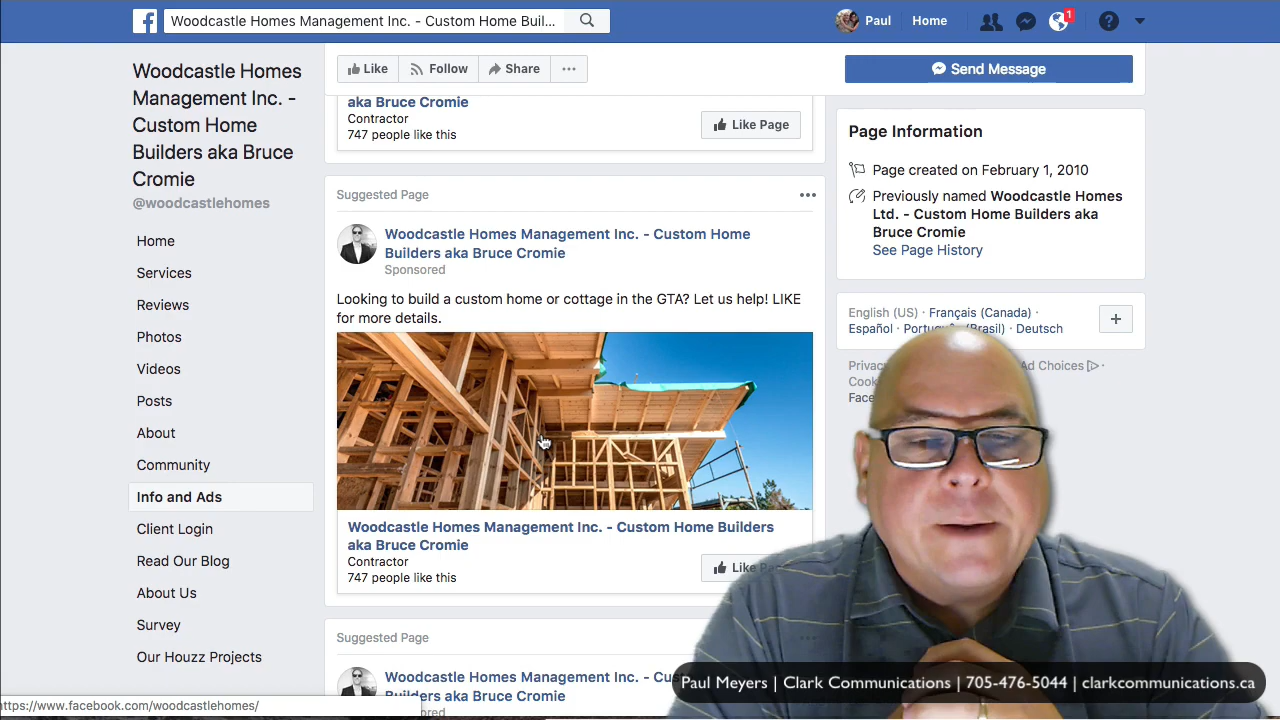 Woodcastle Homes Management Inc. - Custom Home Buil...
Paul
Home
1
Woodcastle Homes
Management Inc. -
Custom Home
Builders aka Bruce
Cromie
@woodcastlehomes
Home
Services
Reviews
Photos
Videos
Posts
About
Community
Info and Ads
Client Login
Read Our Blog
About Us
Survey
Our Houzz Projects
https://www.facebook.com/woodcastlehomes/
Like
Follow
Share
Send Message
aka Bruce Cromie
Contractor
747 people like this
Like Page
Suggested Page
Woodcastle Homes Management Inc. - Custom Home
Builders aka Bruce Cromie
Sponsored
Looking to build a custom home or cottage in the GTA? Let us help! LIKE
for more details.
Woodcastle Homes Management Inc. - Custom Home Builders
aka Bruce Cromie
Contractor
747 people like this
Like
Suggested Page
Woodcastle Homes Management Inc. - Cus
Builders aka Bruce Cromie
Page Information
Page created on February 1, 2010
Previously named Woodcastle Homes
Ltd. - Custom Home Builders aka
Bruce Cromie
See Page History
English (US) · Français (Canada) ·
Español · Português (Brasil) · Deutsch
Ad Choices
Paul Meyers | Clark Communications | 705-476-5044 | clarkcommunications.ca